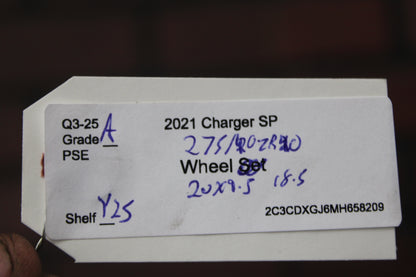 Q3-25
Grade A
PSE
2021 Charger SP
275/40ZR20
Wheel Set
20X9.5 18.5
Shelf Y25
2C3CDXGJ6MH658209